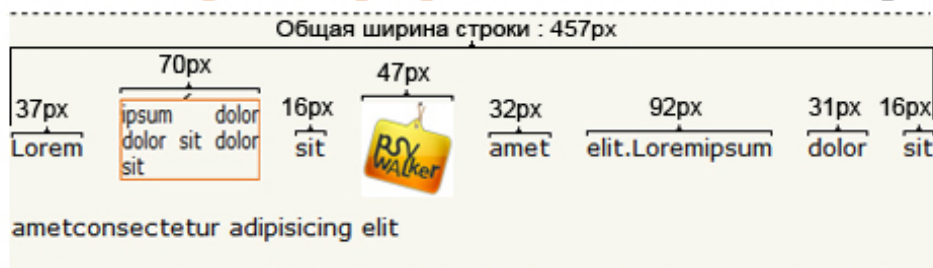 Общая ширина строки : 457px
70px
47px
37px 16px 32px 92px 31px 16px
ipsum dolor
dolor sit dolor
sit
Lorem sit amet elit.Loremipsum dolor sit
PSY
WALKer
ametconsectetur adipisicing elit